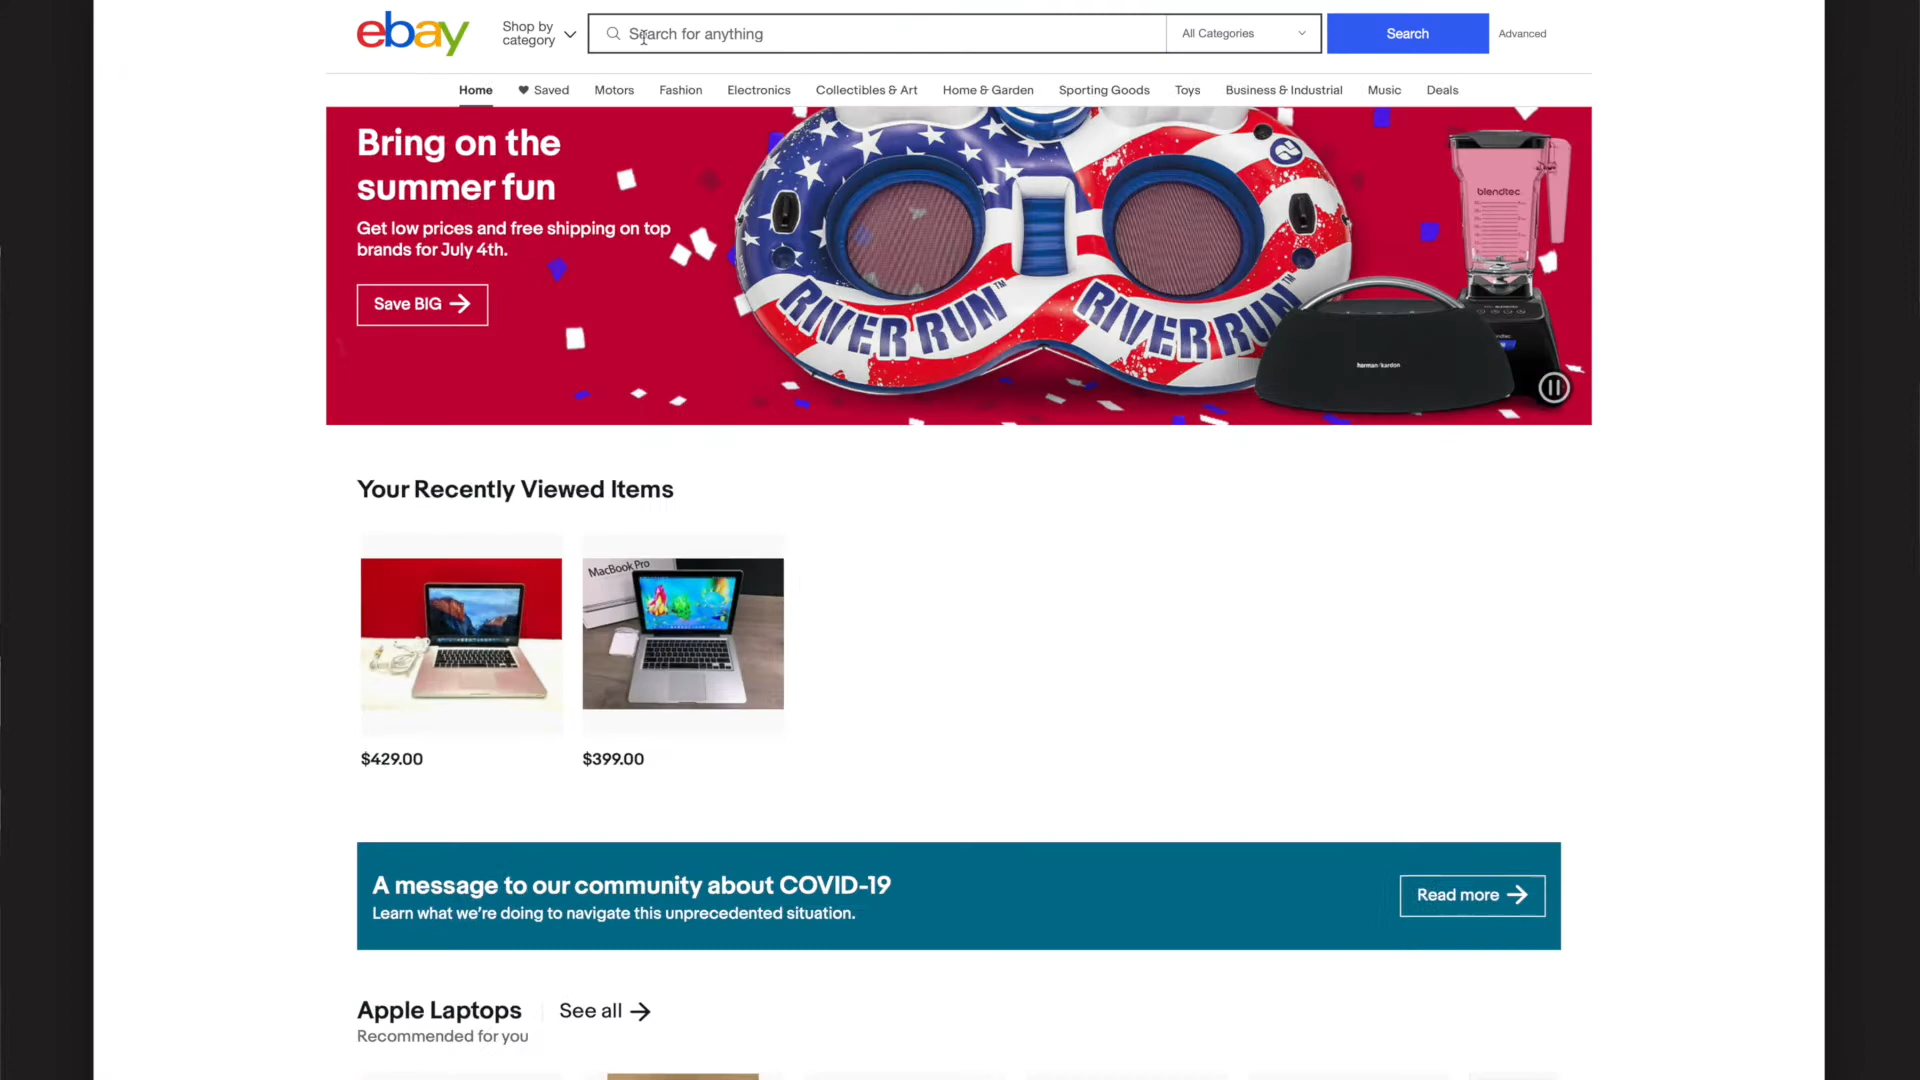 ebay
Shop by
category
Search for anything
All Categories
Search
Advanced
Home
Saved
Motors
Fashion
Electronics
Collectibles & Art
Home & Garden
Sporting Goods
Toys
Business & Industrial
Music
Deals
Bring on the
summer fun
Get low prices and free shipping on top
brands for July 4th.
Save BIG
RIVER RUN™
RIVER RUN™
blendtec
harman/kardon
Your Recently Viewed Items
MacBook Pro
$429.00
$399.00
A message to our community about COVID-19
Learn what we're doing to navigate this unprecedented situation.
Read more
Apple Laptops
See all
Recommended for you